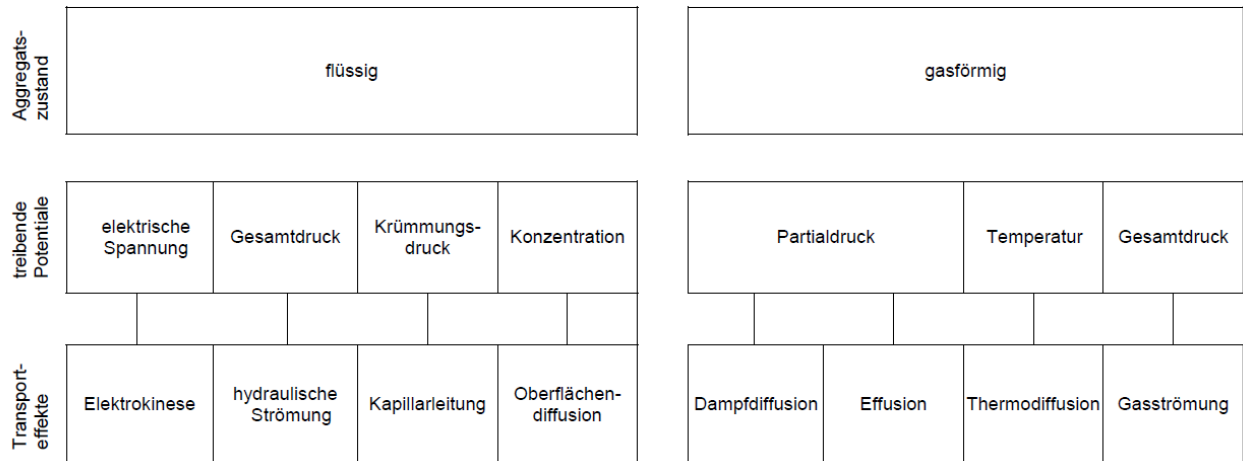 Aggregats-
zustand
flüssig
gasförmig
treibende
Potentiale
elektrische
Spannung
Gesamtdruck
Krümmungs-
druck
Konzentration
Partialdruck
Temperatur
Gesamtdruck
Transport-
effekte
Elektrokinese
hydraulische
Strömung
Kapillarleitung
Oberflächen-
diffusion
Dampfdiffusion
Effusion
Thermodiffusion
Gasströmung